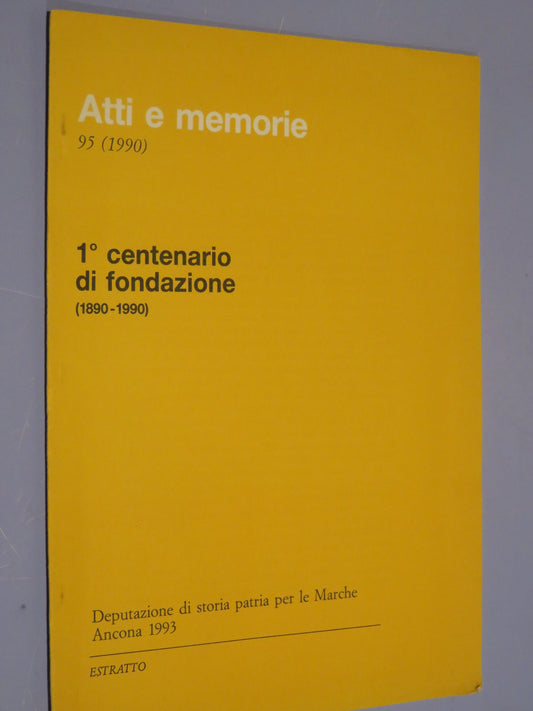 Atti e memorie
95 (1990)
1° centenario
di fondazione
(1890-1990)
Deputazione di storia patria per le Marche
Ancona 1993
ESTRATTO